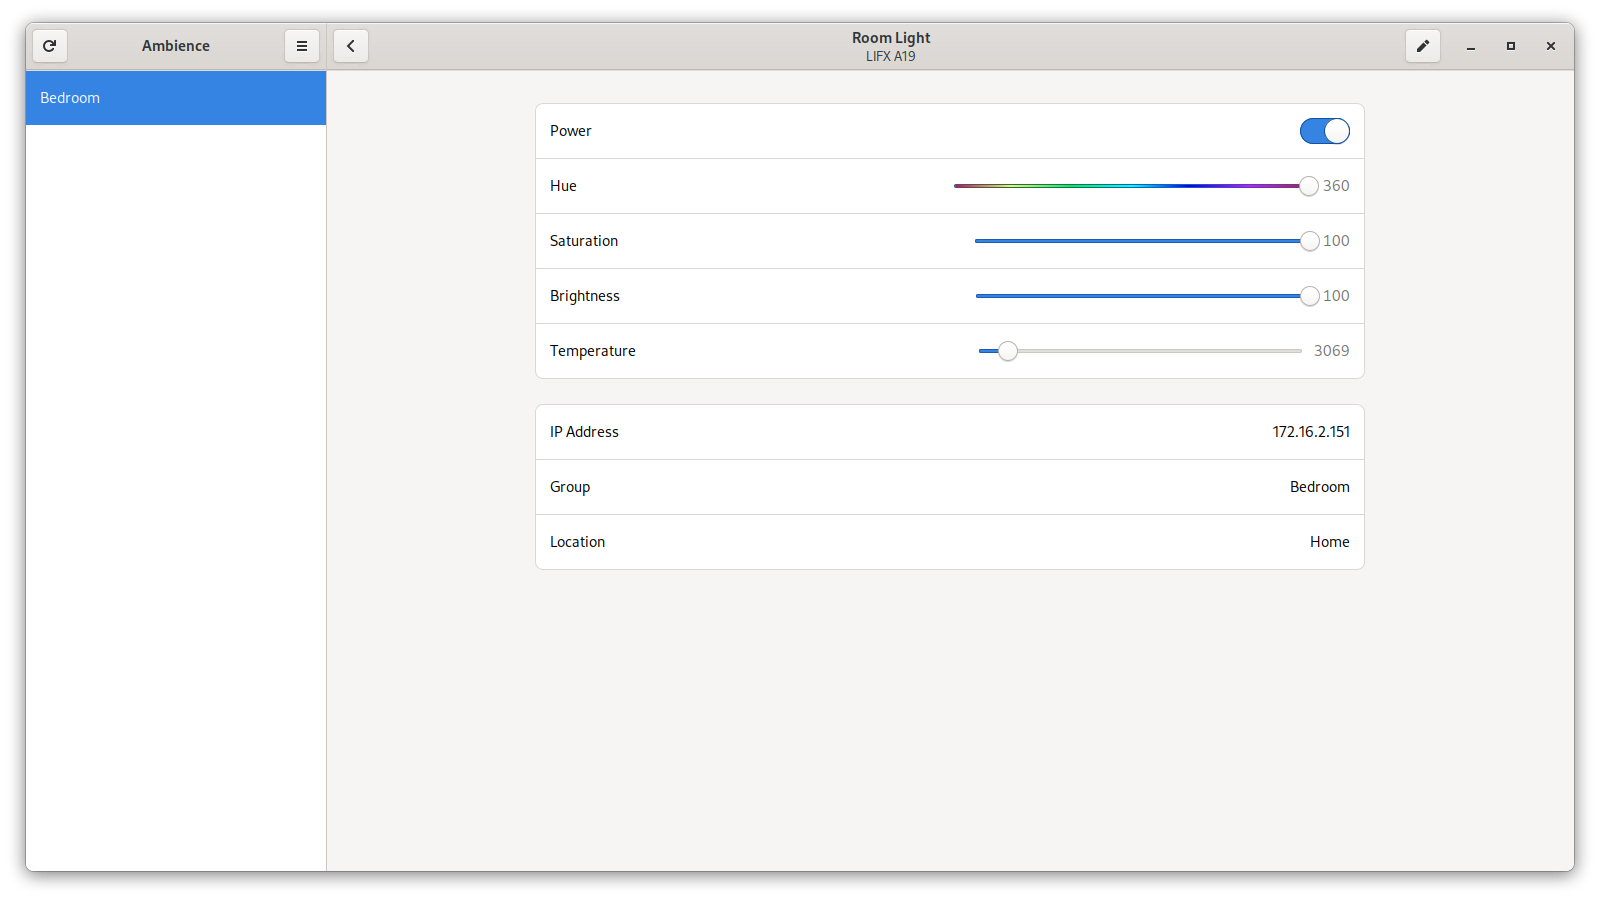 Ambience
Room Light
LIFX A19
Bedroom
Power
Hue 360
Saturation 100
Brightness 100
Temperature 3069
IP Address 172.16.2.151
Group Bedroom
Location Home